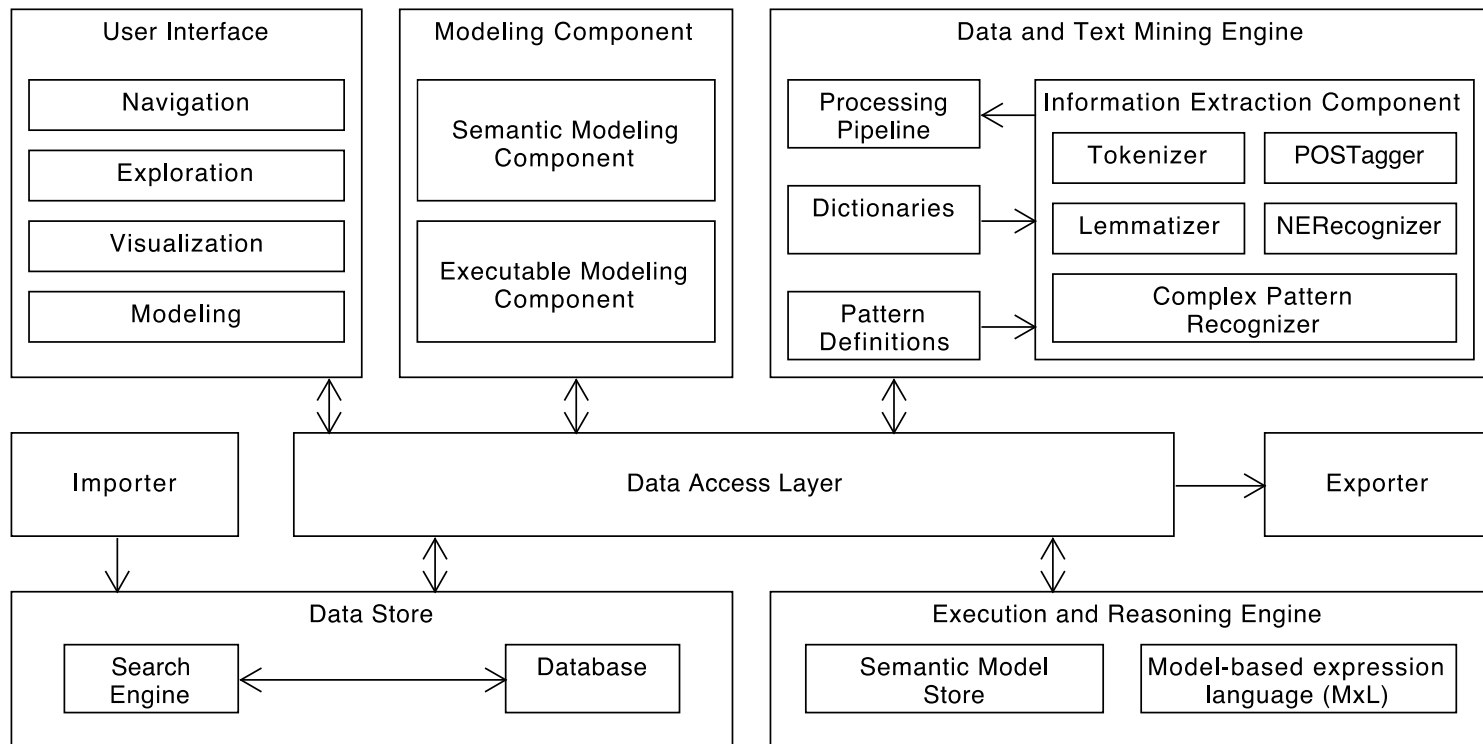 User Interface
Navigation
Exploration
Visualization
Modeling
Modeling Component
Semantic Modeling
Component
Executable Modeling
Component
Data and Text Mining Engine
Processing
Pipeline
Dictionaries
Pattern
Definitions
Information Extraction Component
Tokenizer
POSTagger
Lemmatizer
NERecognizer
Complex Pattern
Recognizer
Importer
Data Access Layer
Exporter
Data Store
Search
Engine
Database
Execution and Reasoning Engine
Semantic Model
Store
Model-based expression
language (MxL)